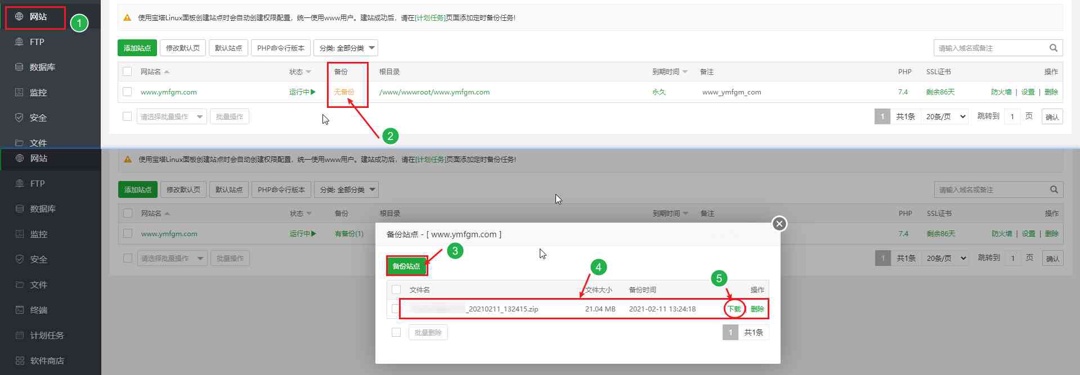 网站
1
FTP
数据库
监控
安全
文件
使用宝塔Linux面板创建站点时会自动创建权限配置，统一使用www用户。建站成功后，请在[计划任务]页面添加定时备份任务!
添加站点 修改默认页 默认站点 PHP命令行版本 分类: 全部分类 请输入域名或备注
网站名 状态 备份 根目录 到期时间 备注 PHP SSL证书 操作
www.ymfgm.com 运行中 无备份 /www/wwwroot/www.ymfgm.com 永久 www_ymfgm_com 7.4 剩余86天 防火墙 | 设置 | 删除
请选择批量操作 批量操作 1 共1条 20条/页 跳转到 1 页 确认
2
网站
FTP
数据库
监控
安全
文件
终端
计划任务
软件商店
使用宝塔Linux面板创建站点时会自动创建权限配置，统一使用www用户。建站成功后，请在[计划任务]页面添加定时备份任务!
添加站点 修改默认页 默认站点 PHP命令行版本 分类: 全部分类 请输入域名或备注
网站名 状态 备份 根目录 到期时间 备注 PHP SSL证书 操作
www.ymfgm.com 运行中 有备份(1) 7.4 剩余86天 防火墙 | 设置 | 删除
请选择批量操作 批量操作 1 共1条 20条/页 跳转到 1 页 确认
备份站点 - [ www.ymfgm.com ]
备份站点 3
4 5
文件名 文件大小 备份时间 操作
_20210211_132415.zip 21.04 MB 2021-02-11 13:24:18 下载 删除
批量删除 1 共1条